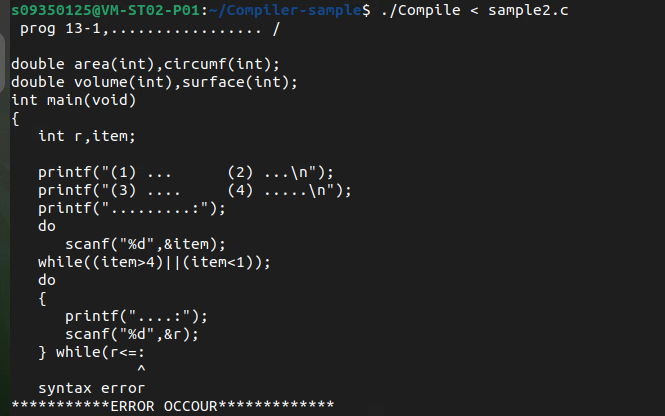 s09350125@VM-ST02-P01:~/Compiler-sample$ ./Compile < sample2.c
 prog 13-1,................. /

double area(int),circumf(int);
double volume(int),surface(int);
int main(void)
{
   int r,item;

   printf("(1) ...      (2) ...\n");
   printf("(3) ....     (4) .....\n");
   printf(".........:");
   do
      scanf("%d",&item);
   while((item>4)||(item<1));
   do
   {
      printf("....:");
      scanf("%d",&r);
   } while(r<=:
              ^
   syntax error
***********ERROR OCCOUR*************